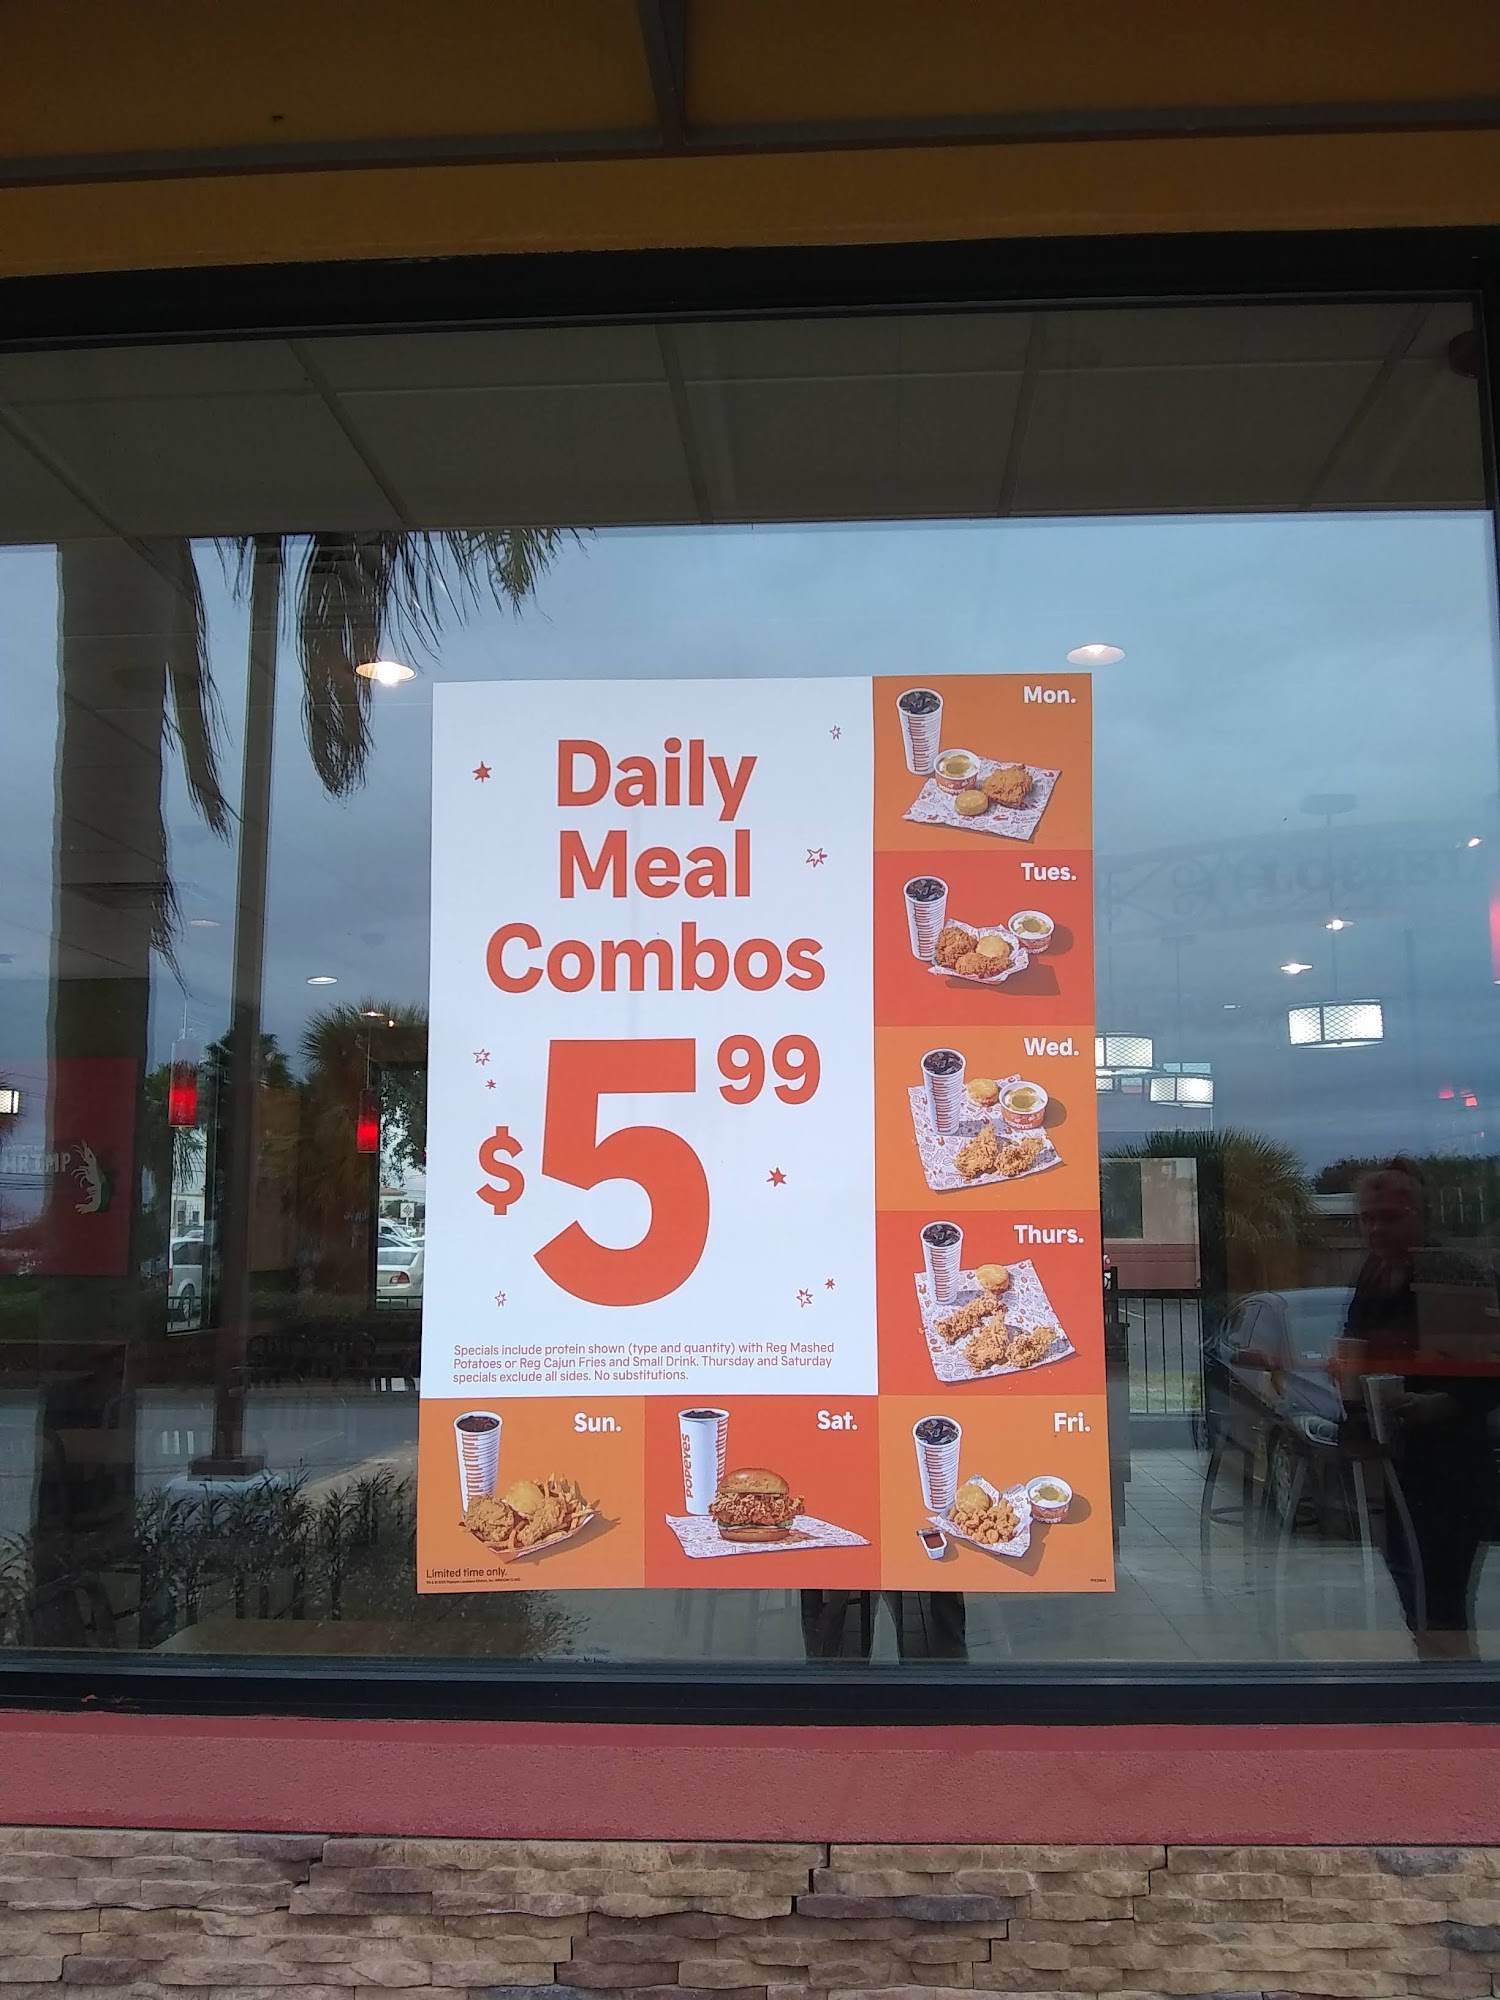 Daily
Meal
Combos
$5 99
Specials include protein shown (type and quantity) with Reg Mashed
Potatoes or Reg Cajun Fries and Small Drink. Thursday and Saturday
specials exclude all sides. No substitutions.
Mon.
Tues.
Wed.
Thurs.
Fri.
Sat.
POPEYES
Sun.
Limited time only.